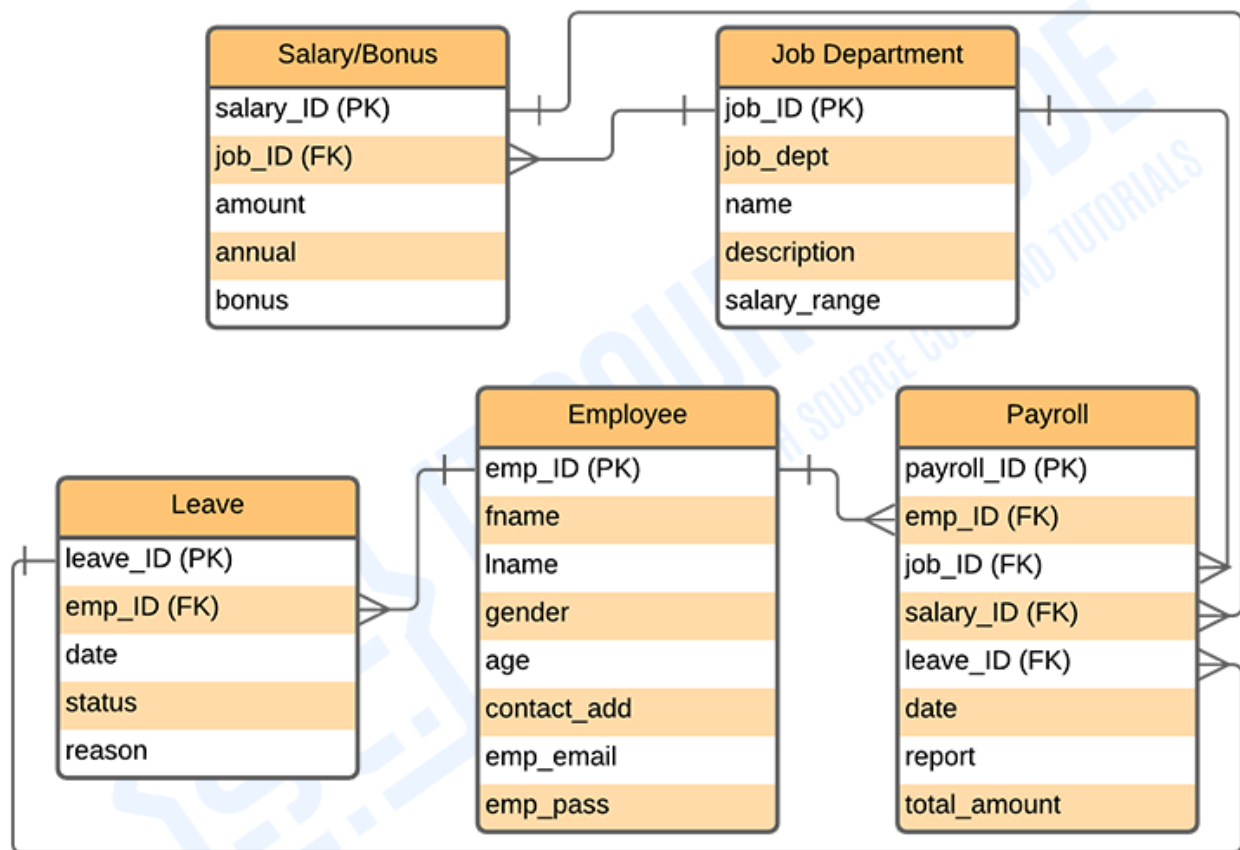 Salary/Bonus
salary_ID (PK)
job_ID (FK)
amount
annual
bonus
Job Department
job_ID (PK)
job_dept
name
description
salary_range
Leave
leave_ID (PK)
emp_ID (FK)
date
status
reason
Employee
emp_ID (PK)
fname
lname
gender
age
contact_add
emp_email
emp_pass
Payroll
payroll_ID (PK)
emp_ID (FK)
job_ID (FK)
salary_ID (FK)
leave_ID (FK)
date
report
total_amount
SOURCE TUTORIALS